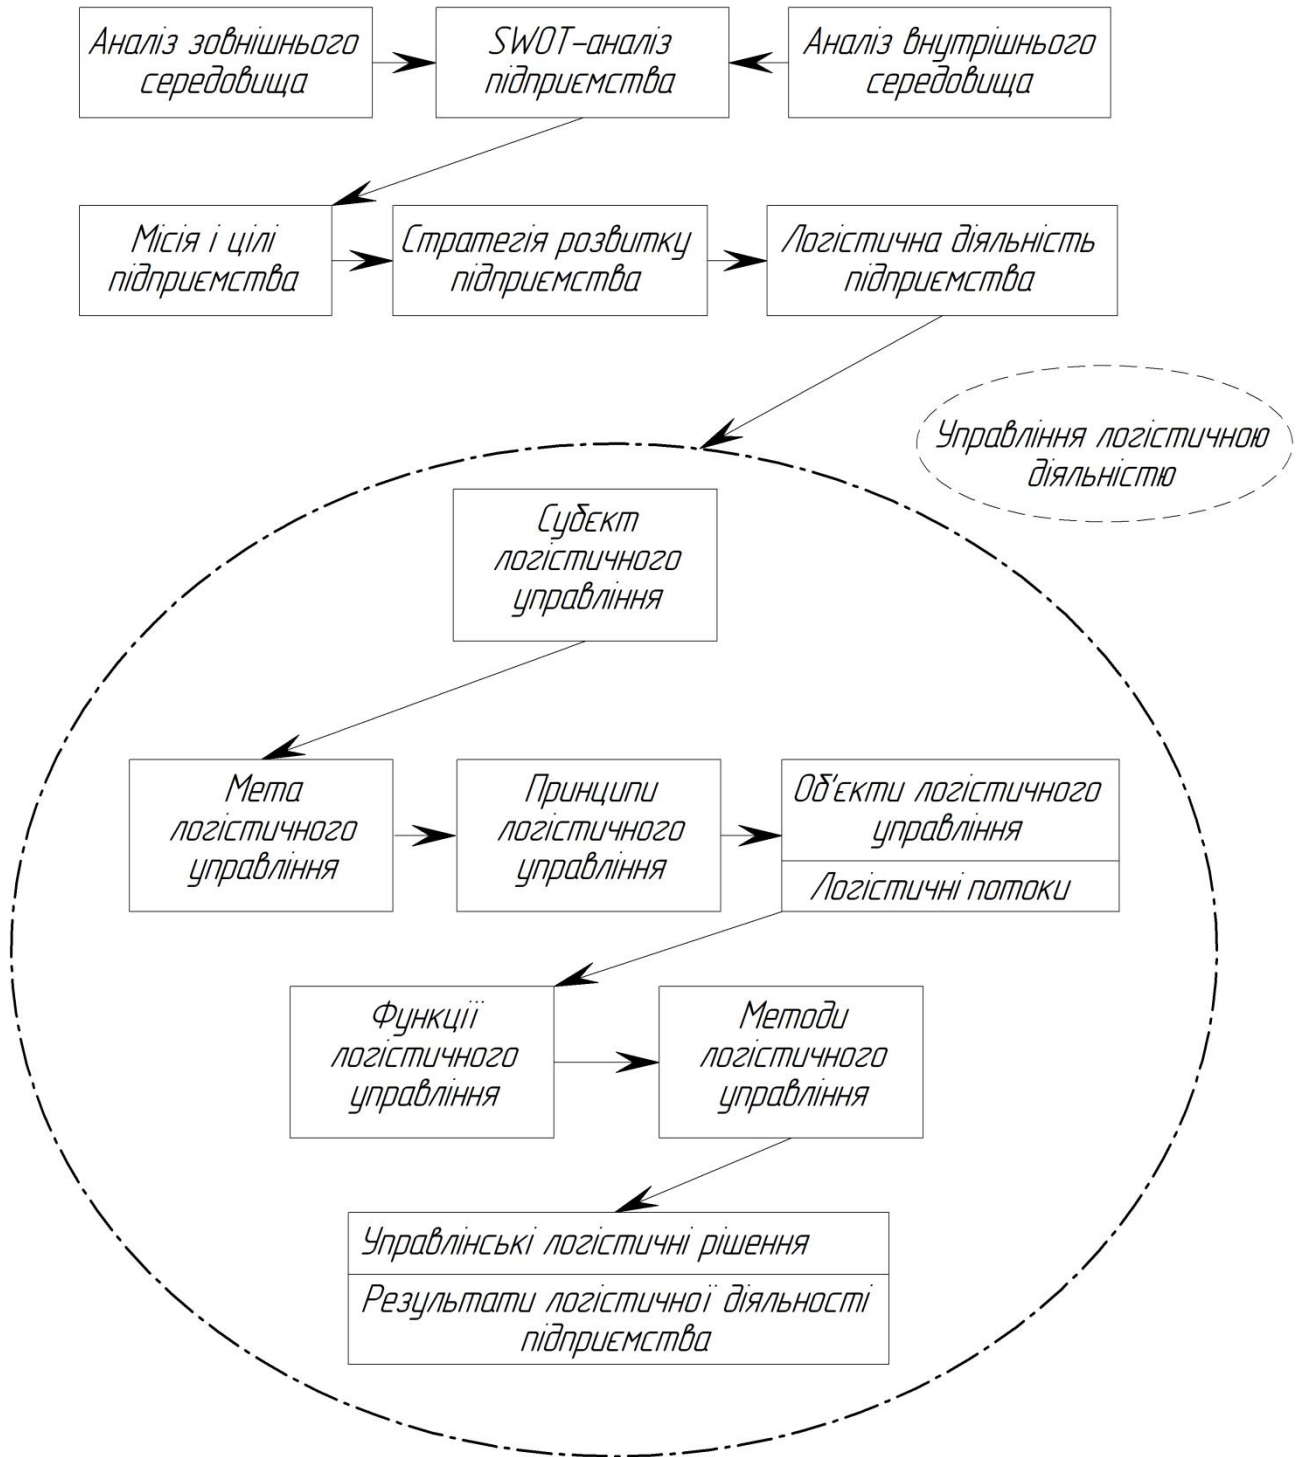 Аналіз зовнішнього
середовища
SWOT-аналіз
підприємства
Аналіз внутрішнього
середовища
Місія і цілі
підприємства
Стратегія розвитку
підприємства
Логістична діяльність
підприємства
Управління логістичною
діяльністю
Субєкт
логістичного
управління
Мета
логістичного
управління
Принципи
логістичного
управління
Об'єкти логістичного
управління
Логістичні потоки
Функції
логістичного
управління
Методи
логістичного
управління
Управлінські логістичні рішення
Результати логістичної діяльності
підприємства